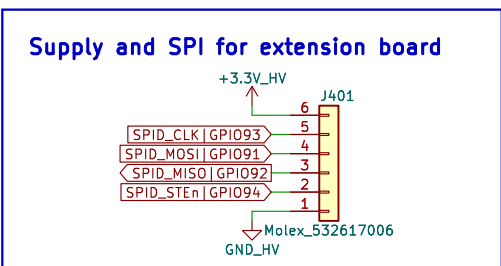 Supply and SPI for extension board
+3.3V_HV
J401
6
SPID_CLK|GPIO93 5
SPID_MOSI|GPIO91 4
SPID_MISO|GPIO92 3
SPID_STEn|GPIO94 2
1
Molex_532617006
GND_HV